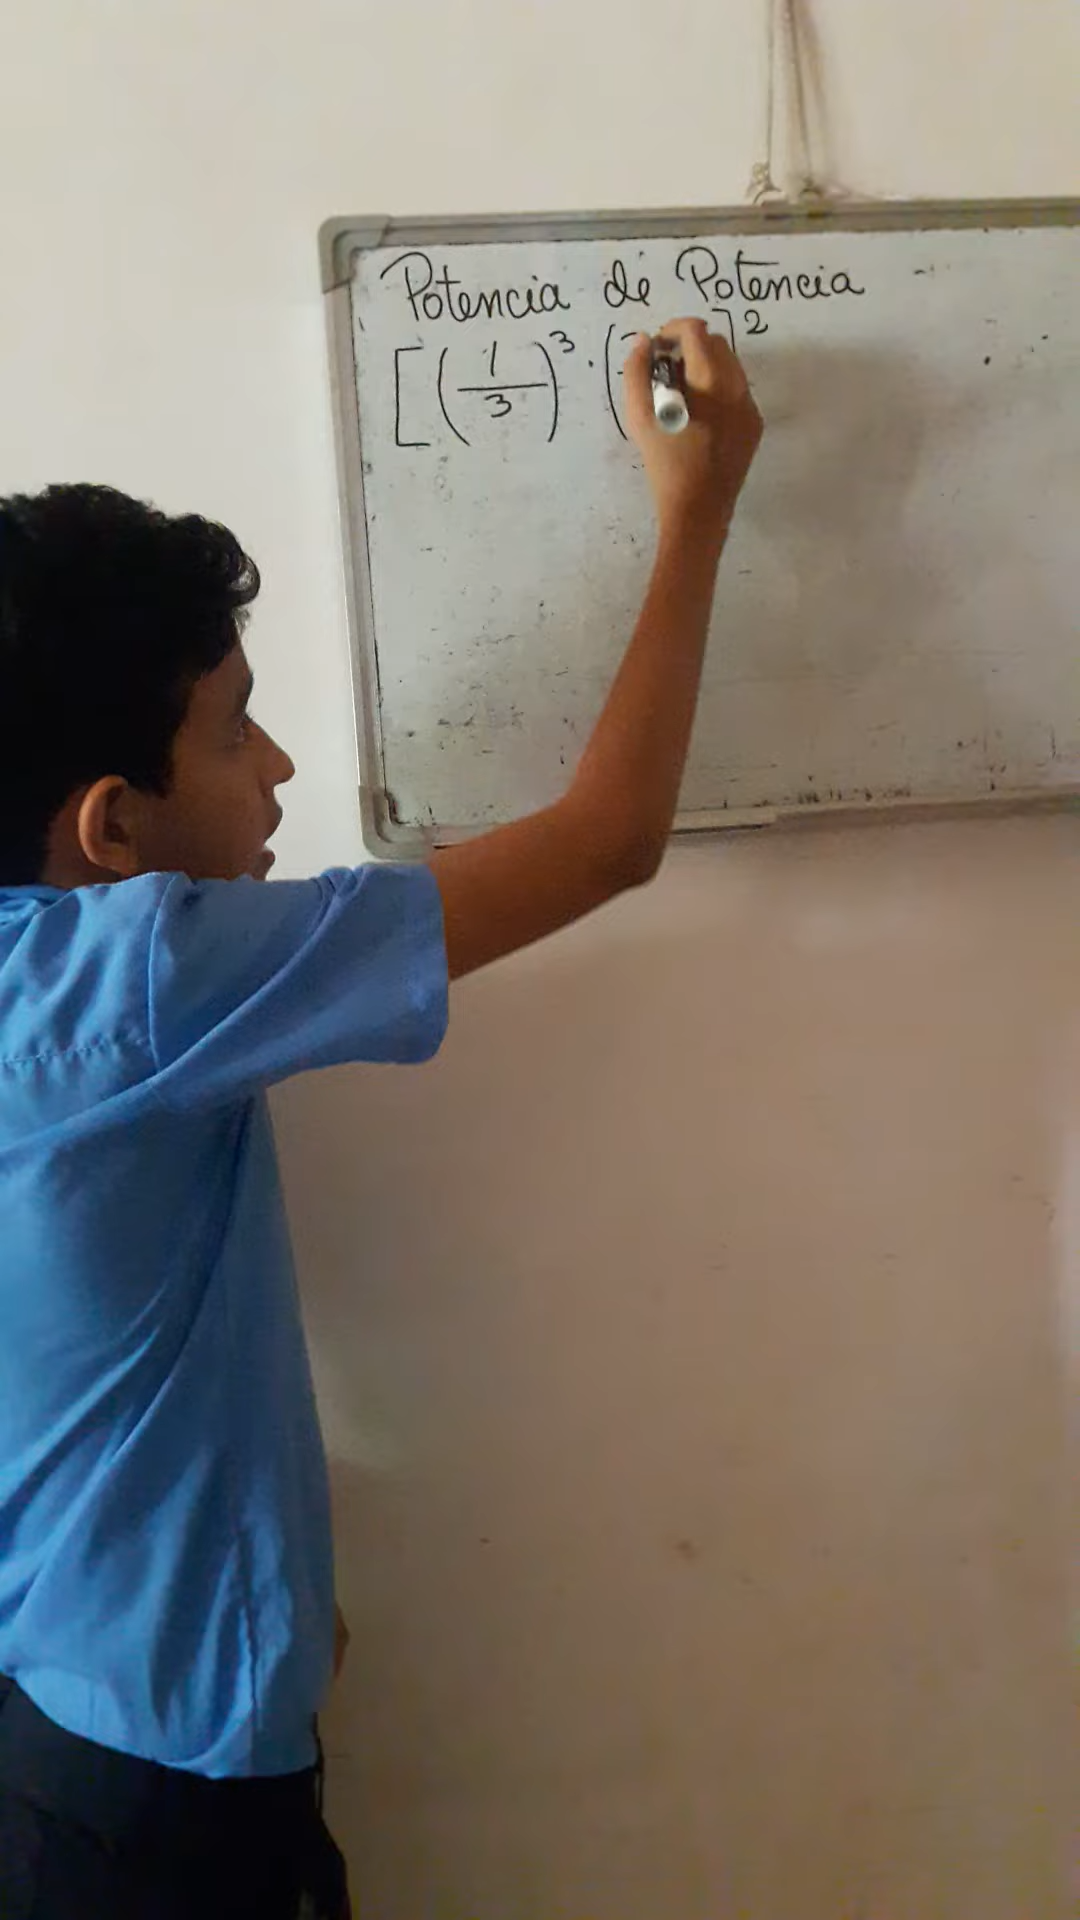 Potencia de Potencia
[(1/3)³ · ( ]²